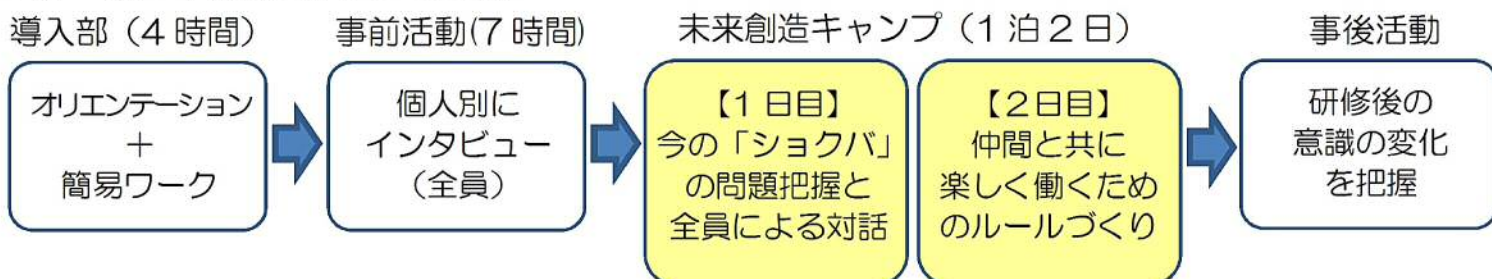 導入部（4時間）
オリエンテーション
＋
簡易ワーク
事前活動(7時間)
個人別に
インタビュー
（全員）
未来創造キャンプ（1泊2日）
【1日目】
今の「ショクバ」
の問題把握と
全員による対話
【2日目】
仲間と共に
楽しく働くため
のルールづくり
事後活動
研修後の
意識の変化
を把握